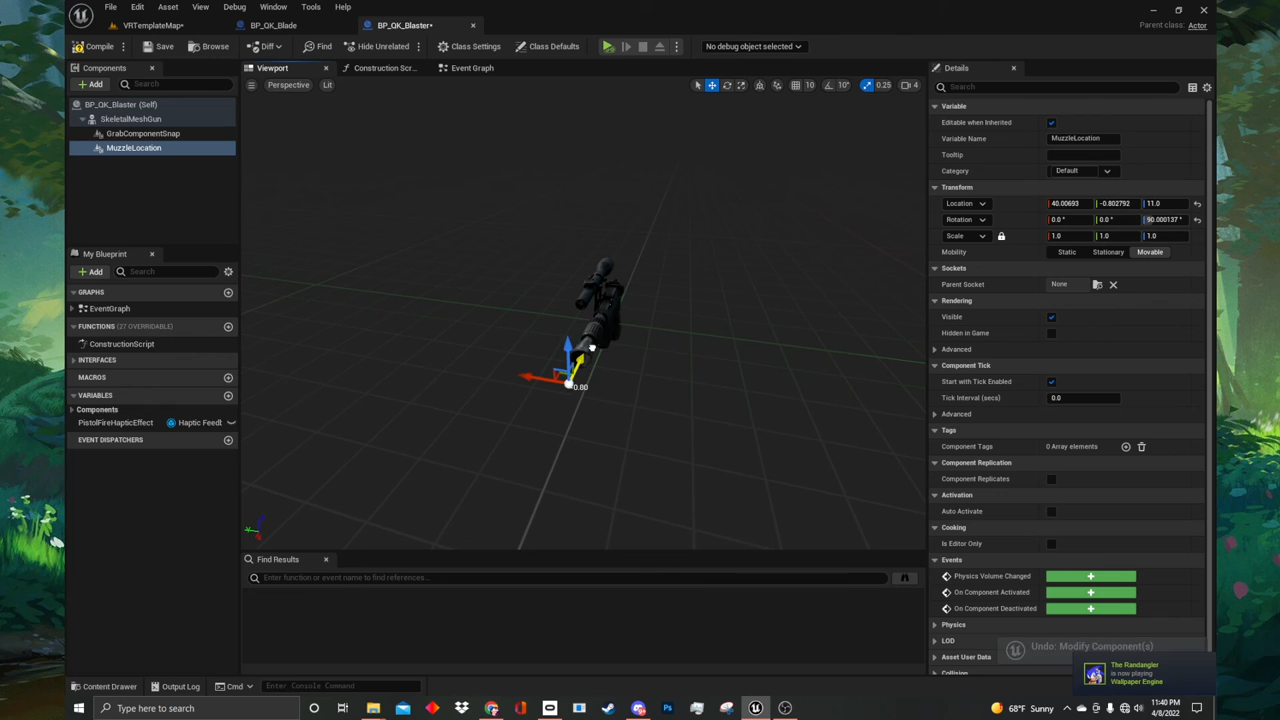 File Edit Asset View Debug Window Tools Help
VRTemplateMap• BP_QK_Blade BP_QK_Blaster•
Parent class: Actor
Compile Save Browse Diff Find Hide Unrelated Class Settings Class Defaults No debug object selected
Components
Add Search
BP_QK_Blaster (Self)
SkeletalMeshGun
GrabComponentSnap
MuzzleLocation
My Blueprint
Add Search
GRAPHS
EventGraph
FUNCTIONS (27 OVERRIDABLE)
ConstructionScript
INTERFACES
MACROS
VARIABLES
Components
PistolFireHapticEffect Haptic Feedl
EVENT DISPATCHERS
Viewport Construction Scr... Event Graph
Perspective Lit
10 10° 0.25 4
0.80
Find Results
Enter function or event name to find references...
Details
Search
Variable
Editable when Inherited
Variable Name MuzzleLocation
Tooltip
Category Default
Transform
Location 40.00693 -0.802792 11.0
Rotation 0.0 ° 0.0 ° 90.000137 °
Scale 1.0 1.0 1.0
Mobility Static Stationary Movable
Sockets
Parent Socket None
Rendering
Visible
Hidden in Game
Advanced
Component Tick
Start with Tick Enabled
Tick Interval (secs) 0.0
Advanced
Tags
Component Tags 0 Array elements
Component Replication
Component Replicates
Activation
Auto Activate
Cooking
Is Editor Only
Events
Physics Volume Changed
On Component Activated
On Component Deactivated
Physics
LOD
Asset User Data
Collision
Undo: Modify Component(s)
The Randangler
is now playing
Wallpaper Engine
Content Drawer Output Log Cmd Enter Console Command
Type here to search
68°F Sunny
11:40 PM
4/8/2022